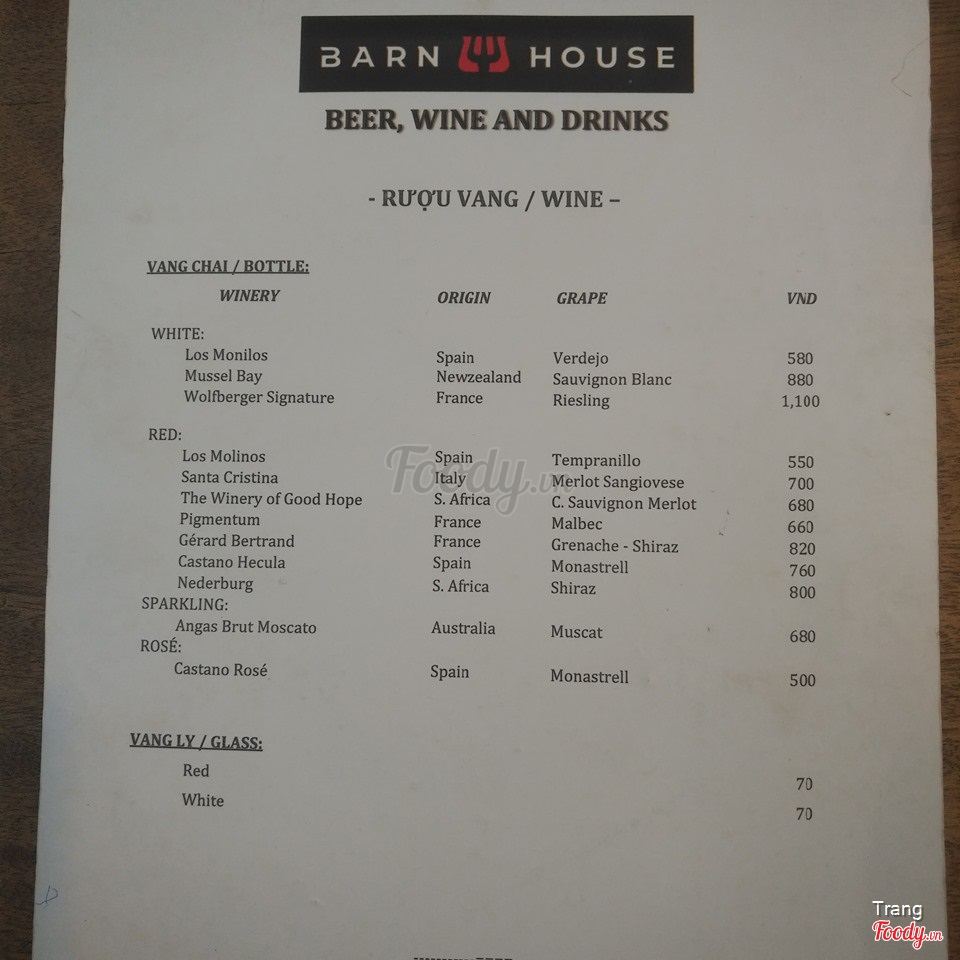 BARN HOUSE
BEER, WINE AND DRINKS
- RƯỢU VANG / WINE –
VANG CHAI / BOTTLE:
WINERY ORIGIN GRAPE VND
WHITE:
Los Monilos Spain Verdejo 580
Mussel Bay Newzealand Sauvignon Blanc 880
Wolfberger Signature France Riesling 1,100
RED:
Los Molinos Spain Tempranillo 550
Santa Cristina Italy Merlot Sangiovese 700
The Winery of Good Hope S. Africa C. Sauvignon Merlot 680
Pigmentum France Malbec 660
Gérard Bertrand France Grenache - Shiraz 820
Castano Hecula Spain Monastrell 760
Nederburg S. Africa Shiraz 800
SPARKLING:
Angas Brut Moscato Australia Muscat 680
ROSÉ:
Castano Rosé Spain Monastrell 500
VANG LY / GLASS:
Red 70
White 70
Foody.vn
Trang
Foody.vn